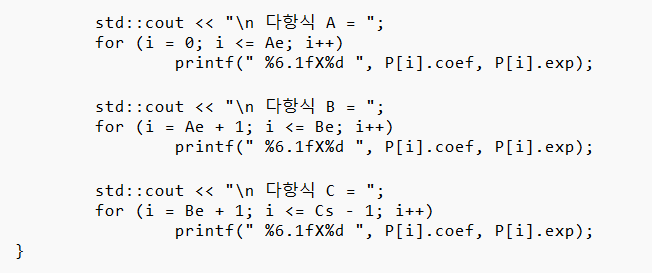 std::cout << "\n 다항식 A = ";
for (i = 0; i <= Ae; i++)
printf(" %6.1fX%d ", P[i].coef, P[i].exp);
std::cout << "\n 다항식 B = ";
for (i = Ae + 1; i <= Be; i++)
printf(" %6.1fX%d ", P[i].coef, P[i].exp);
std::cout << "\n 다항식 C = ";
for (i = Be + 1; i <= Cs - 1; i++)
printf(" %6.1fX%d ", P[i].coef, P[i].exp);
}